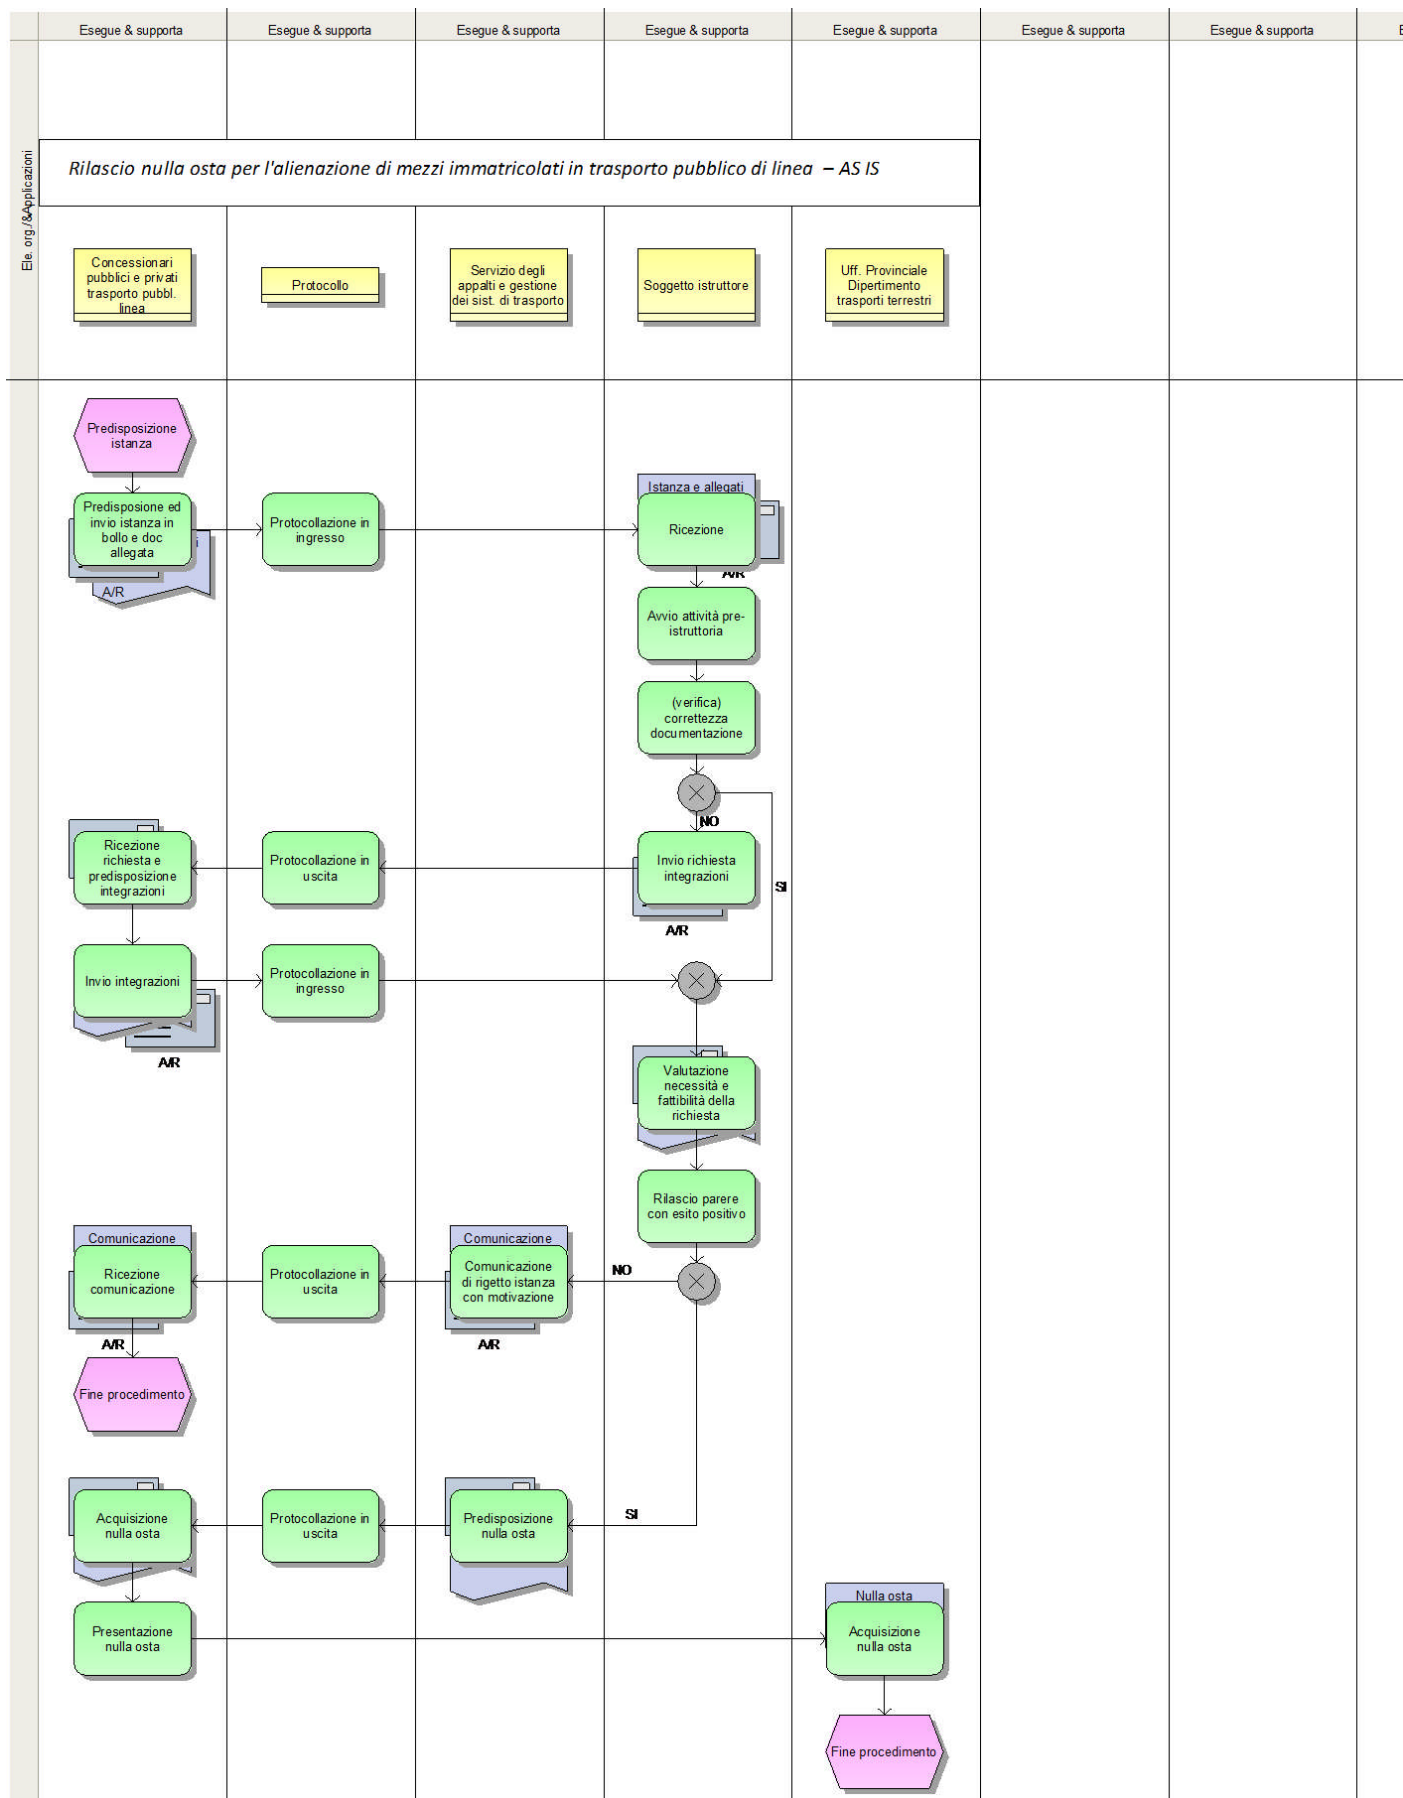 Esegue & supporta
Esegue & supporta
Esegue & supporta
Esegue & supporta
Esegue & supporta
Esegue & supporta
Esegue & supporta
E
Ele. org./&Applicazioni
Rilascio nulla osta per l'alienazione di mezzi immatricolati in trasporto pubblico di linea – AS IS
Concessionari
pubblici e privati
trasporto pubbl.
linea
Protocollo
Servizio degli
appalti e gestione
dei sist. di trasporto
Soggetto istruttore
Uff. Provinciale
Dipertimento
trasporti terrestri
Predisposizione
istanza
Predisposione ed
invio istanza in
bollo e doc
allegata
i
A/R
Protocollazione in
ingresso
Istanza e allegati
Ricezione
A/R
Avvio attività pre-
istruttoria
(verifica)
correttezza
documentazione
NO
SI
Ricezione
richiesta e
predisposizione
integrazioni
Protocollazione in
uscita
Invio richiesta
integrazioni
A/R
Invio integrazioni
A/R
Protocollazione in
ingresso
Valutazione
necessità e
fattibilità della
richiesta
Rilascio parere
con esito positivo
Comunicazione
Ricezione
comunicazione
A/R
Protocollazione in
uscita
Comunicazione
Comunicazione
di rigetto istanza
con motivazione
A/R
NO
Fine procedimento
Acquisizione
nulla osta
Protocollazione in
uscita
Predisposizione
nulla osta
SI
Presentazione
nulla osta
Nulla osta
Acquisizione
nulla osta
Fine procedimento